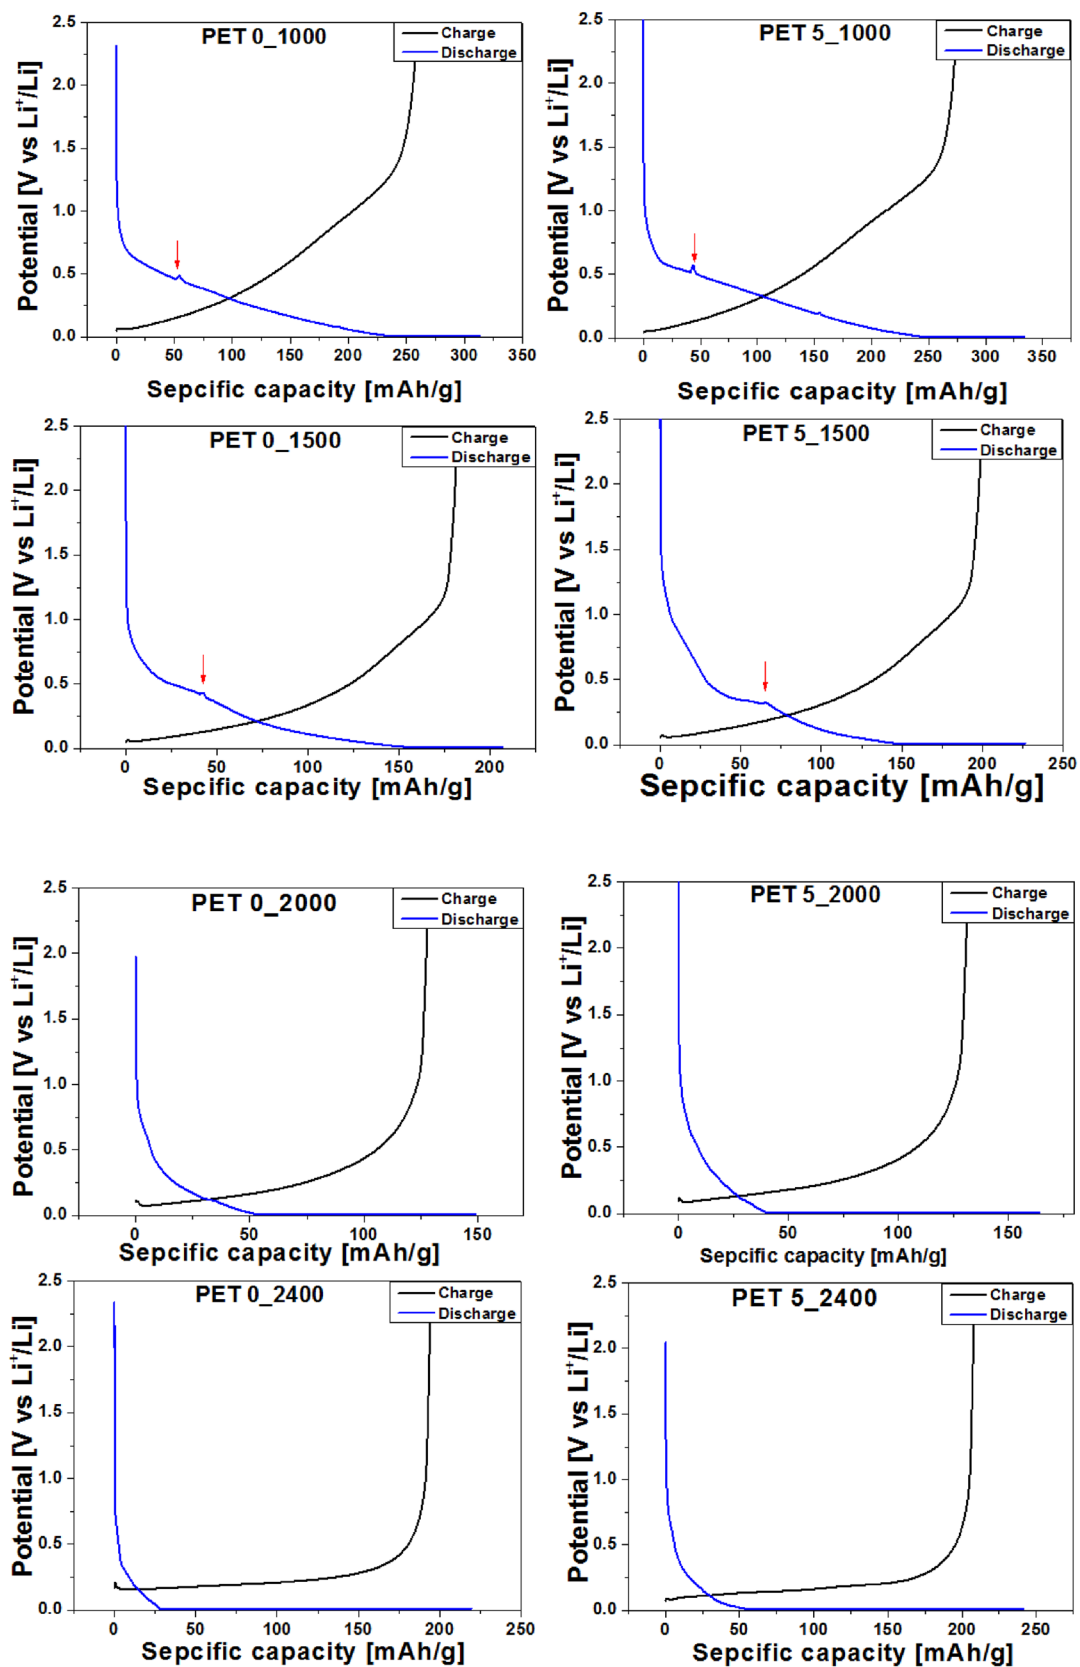 PET 0_1000
Charge
Discharge
Potential [V vs Li⁺/Li]
2.5
2.0
1.5
1.0
0.5
0.0
0 50 100 150 200 250 300 350
Sepcific capacity [mAh/g]
PET 5_1000
Charge
Discharge
Potential [V vs Li⁺/Li]
2.5
2.0
1.5
1.0
0.5
0.0
0 50 100 150 200 250 300 350
Sepcific capacity [mAh/g]
PET 0_1500
Charge
Discharge
Potential [V vs Li⁺/Li]
2.5
2.0
1.5
1.0
0.5
0.0
0 50 100 150 200
Sepcific capacity [mAh/g]
PET 5_1500
Charge
Discharge
Potential [V vs Li⁺/Li]
2.5
2.0
1.5
1.0
0.5
0.0
0 50 100 150 200 250
Sepcific capacity [mAh/g]
PET 0_2000
Charge
Discharge
Potential [V vs Li⁺/Li]
2.5
2.0
1.5
1.0
0.5
0.0
0 50 100 150
Sepcific capacity [mAh/g]
PET 5_2000
Charge
Discharge
Potential [V vs Li⁺/Li]
2.5
2.0
1.5
1.0
0.5
0.0
0 50 100 150
Sepcific capacity [mAh/g]
PET 0_2400
Charge
Discharge
Potential [V vs Li⁺/Li]
2.5
2.0
1.5
1.0
0.5
0.0
0 50 100 150 200 250
Sepcific capacity [mAh/g]
PET 5_2400
Charge
Discharge
Potential [V vs Li⁺/Li]
2.5
2.0
1.5
1.0
0.5
0.0
0 50 100 150 200 250
Sepcific capacity [mAh/g]